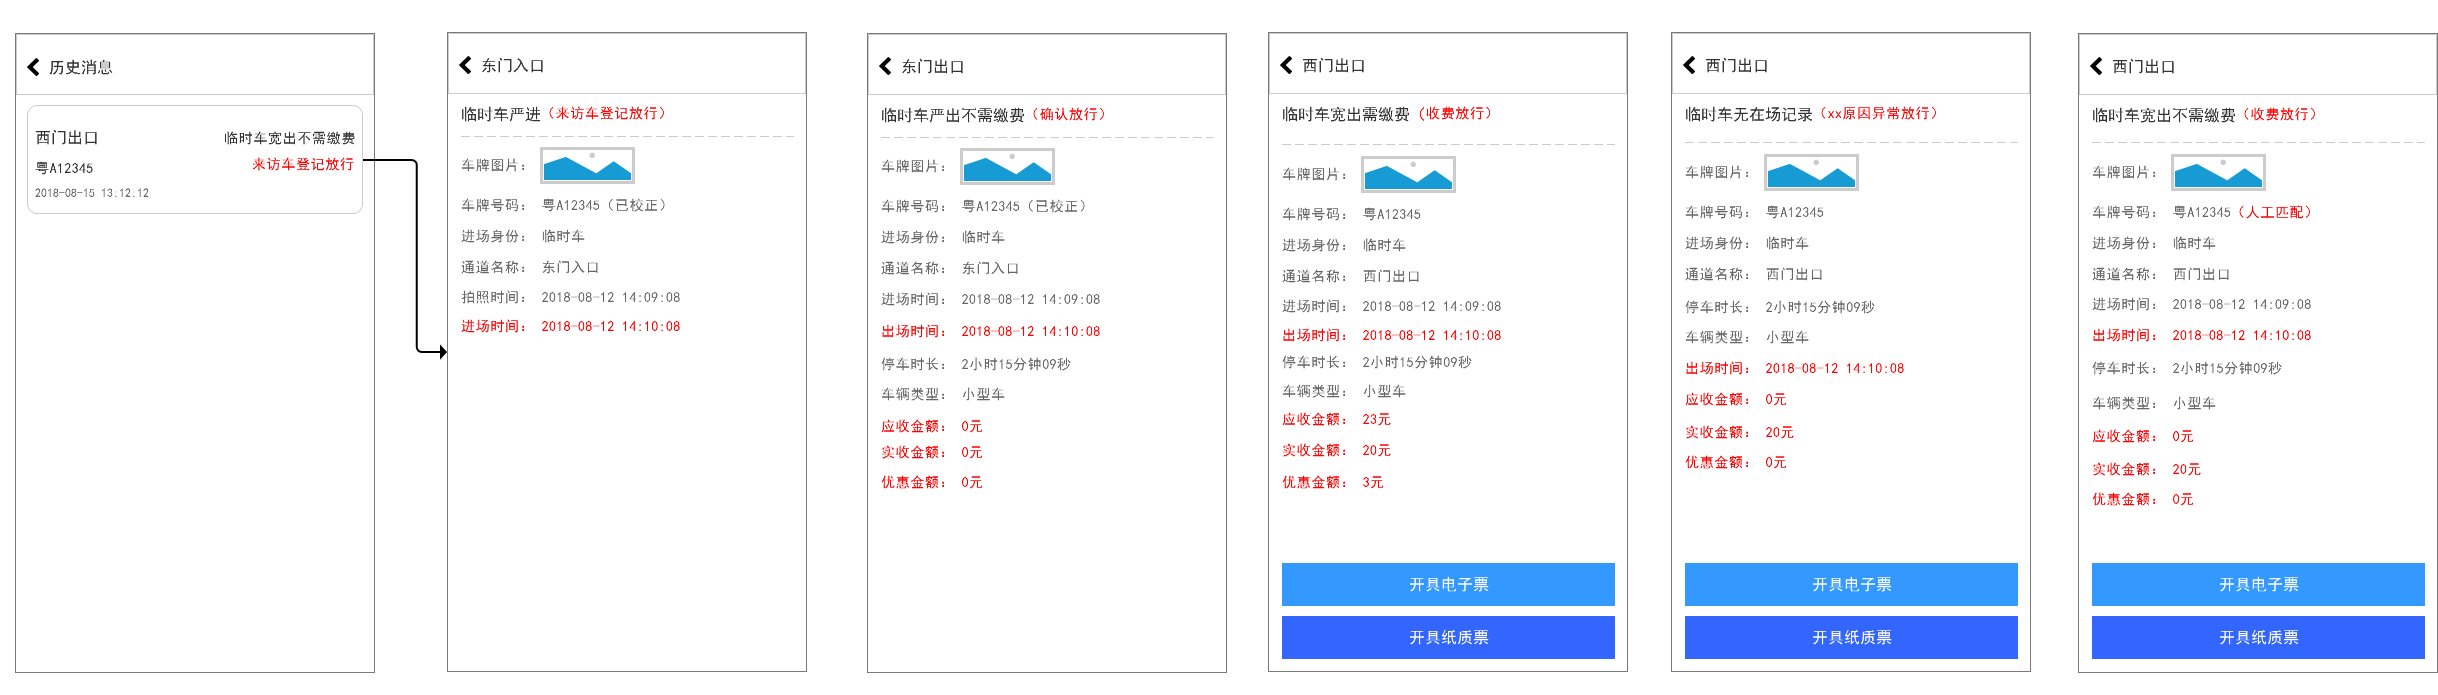 历史消息
西门出口
临时车宽出不需缴费
粤A12345
来访车登记放行
2018-08-15 13:12:12
东门入口
临时车严进（来访车登记放行）
车牌图片：
车牌号码： 粤A12345（已校正）
进场身份： 临时车
通道名称： 东门入口
拍照时间： 2018-08-12 14:09:08
进场时间： 2018-08-12 14:10:08
东门出口
临时车严出不需缴费（确认放行）
车牌图片：
车牌号码： 粤A12345（已校正）
进场身份： 临时车
通道名称： 东门入口
进场时间： 2018-08-12 14:09:08
出场时间： 2018-08-12 14:10:08
停车时长： 2小时15分钟09秒
车辆类型： 小型车
应收金额： 0元
实收金额： 0元
优惠金额： 0元
西门出口
临时车宽出需缴费（收费放行）
车牌图片：
车牌号码： 粤A12345
进场身份： 临时车
通道名称： 西门出口
进场时间： 2018-08-12 14:09:08
出场时间： 2018-08-12 14:10:08
停车时长： 2小时15分钟09秒
车辆类型： 小型车
应收金额： 23元
实收金额： 20元
优惠金额： 3元
开具电子票
开具纸质票
西门出口
临时车无在场记录（xx原因异常放行）
车牌图片：
车牌号码： 粤A12345
进场身份： 临时车
通道名称： 西门出口
停车时长： 2小时15分钟09秒
车辆类型： 小型车
出场时间： 2018-08-12 14:10:08
应收金额： 0元
实收金额： 20元
优惠金额： 0元
开具电子票
开具纸质票
西门出口
临时车宽出不需缴费（收费放行）
车牌图片：
车牌号码： 粤A12345（人工匹配）
进场身份： 临时车
通道名称： 西门出口
进场时间： 2018-08-12 14:09:08
出场时间： 2018-08-12 14:10:08
停车时长： 2小时15分钟09秒
车辆类型： 小型车
应收金额： 0元
实收金额： 20元
优惠金额： 0元
开具电子票
开具纸质票